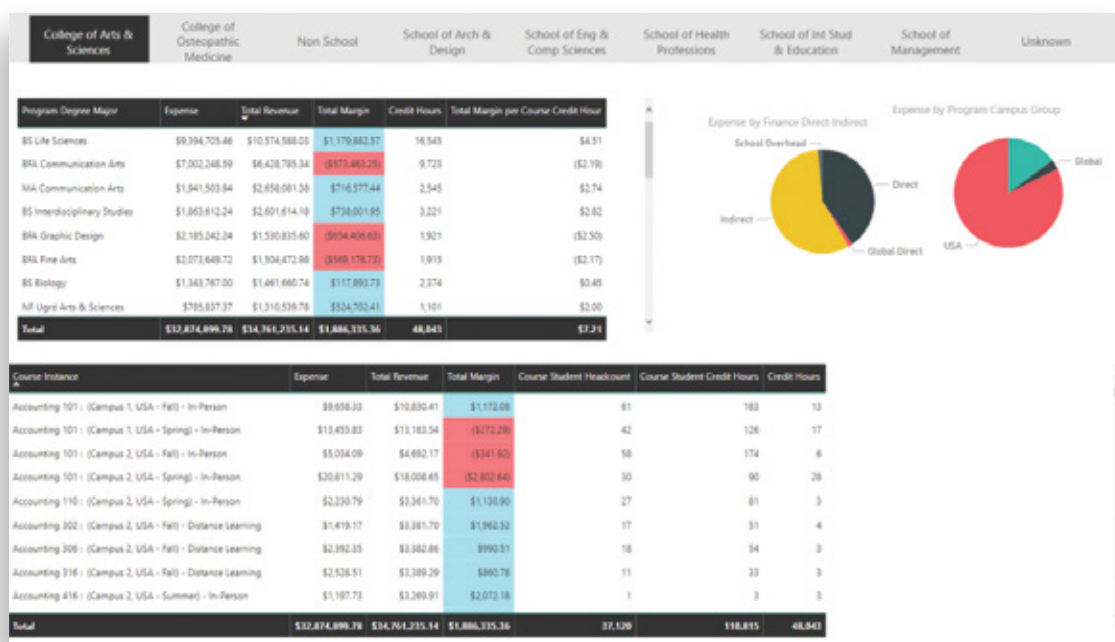 College of Arts & Sciences
College of Osteopathic Medicine
Non School
School of Arch & Design
School of Eng & Comp Sciences
School of Health Professions
School of Int Stud & Education
School of Management
Unknown
Program Degree Major Expense Total Revenue Total Margin Credit Hours Total Margin per Course Credit Hour
BS Life Sciences $9,394,705.46 $10,574,588.03 $1,179,882.57 16,545 $4.51
BFA Communication Arts $7,002,248.59 $6,428,785.34 ($573,463.25) 9,723 ($2.19)
MA Communication Arts $1,941,503.94 $2,658,081.38 $716,577.44 2,545 $2.74
BS Interdisciplinary Studies $1,863,612.24 $2,601,614.18 $738,001.95 3,221 $2.82
BFA Graphic Design $2,185,242.24 $1,530,835.60 ($654,406.63) 1,921 ($2.50)
BFA Fine Arts $2,073,649.72 $1,504,472.98 ($569,176.73) 1,915 ($2.17)
BS Biology $1,343,767.00 $1,461,660.74 $117,893.73 2,374 $0.45
NF Ugrd Arts & Sciences $785,837.37 $1,310,539.78 $524,702.41 1,101 $2.00
Total $32,874,899.78 $34,761,235.14 $1,886,335.36 48,043 $7.21
Expense by Finance Direct Indirect
School Overhead
Direct
Indirect
Global Direct
Expense by Program Campus Group
Global
USA
Course Instance Expense Total Revenue Total Margin Course Student Headcount Course Student Credit Hours Credit Hours
Accounting 101 : (Campus 1, USA - Fall) - In-Person $9,658.33 $10,830.41 $1,172.08 61 183 13
Accounting 101 : (Campus 1, USA - Spring) - In-Person $13,455.83 $13,183.54 ($272.29) 42 126 17
Accounting 101 : (Campus 2, USA - Fall) - In-Person $5,034.09 $4,692.17 ($341.92) 58 174 6
Accounting 101 : (Campus 2, USA - Spring) - In-Person $20,811.29 $18,008.65 ($2,802.64) 30 90 26
Accounting 110 : (Campus 2, USA - Spring) - In-Person $2,230.79 $3,361.70 $1,130.90 27 81 3
Accounting 302 : (Campus 2, USA - Fall) - Distance Learning $1,419.17 $3,381.70 $1,962.52 17 51 4
Accounting 306 : (Campus 2, USA - Fall) - Distance Learning $2,392.35 $3,382.86 $990.51 18 54 3
Accounting 316 : (Campus 2, USA - Fall) - Distance Learning $2,528.51 $3,389.29 $860.78 11 33 3
Accounting 416 : (Campus 2, USA - Summer) - In-Person $1,197.73 $3,269.91 $2,072.18 1 3 3
Total $32,874,899.78 $34,761,235.14 $1,886,335.36 37,120 118,815 48,043